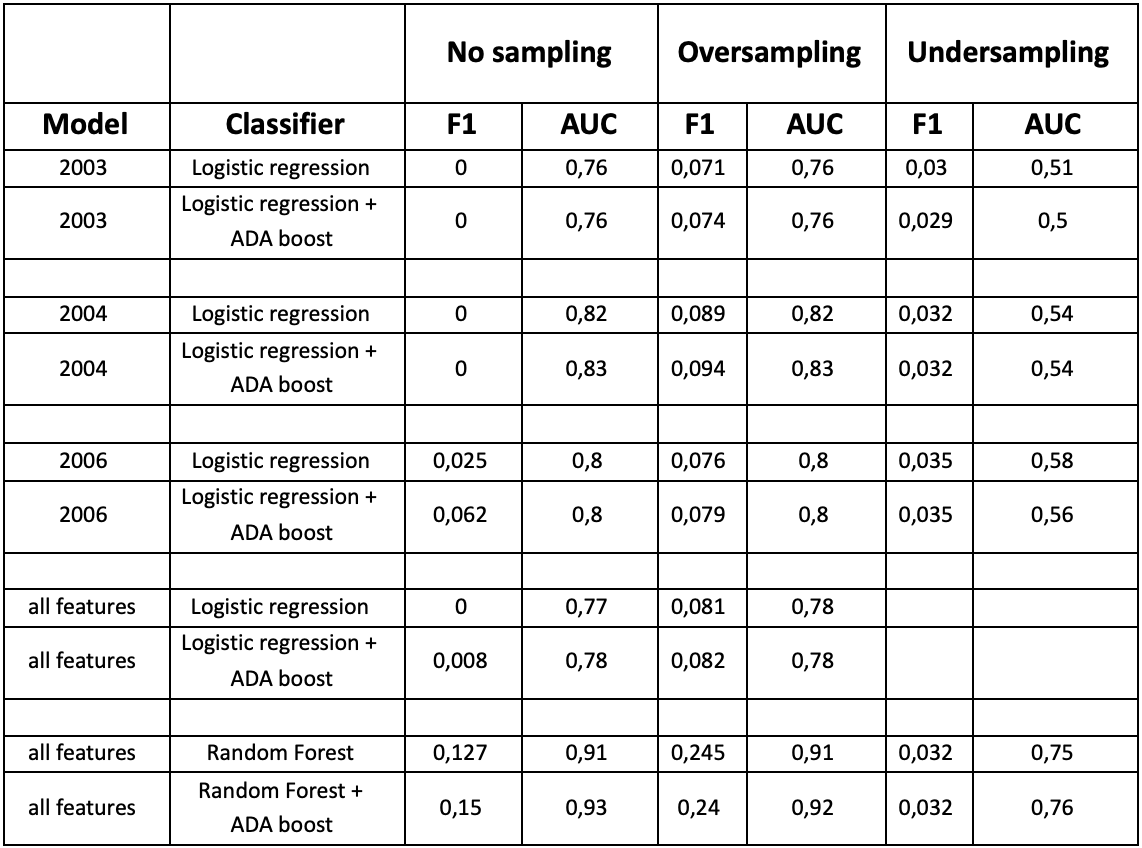 No sampling Oversampling Undersampling
Model Classifier F1 AUC F1 AUC F1 AUC
2003 Logistic regression 0 0,76 0,071 0,76 0,03 0,51
2003 Logistic regression + ADA boost 0 0,76 0,074 0,76 0,029 0,5
2004 Logistic regression 0 0,82 0,089 0,82 0,032 0,54
2004 Logistic regression + ADA boost 0 0,83 0,094 0,83 0,032 0,54
2006 Logistic regression 0,025 0,8 0,076 0,8 0,035 0,58
2006 Logistic regression + ADA boost 0,062 0,8 0,079 0,8 0,035 0,56
all features Logistic regression 0 0,77 0,081 0,78
all features Logistic regression + ADA boost 0,008 0,78 0,082 0,78
all features Random Forest 0,127 0,91 0,245 0,91 0,032 0,75
all features Random Forest + ADA boost 0,15 0,93 0,24 0,92 0,032 0,76